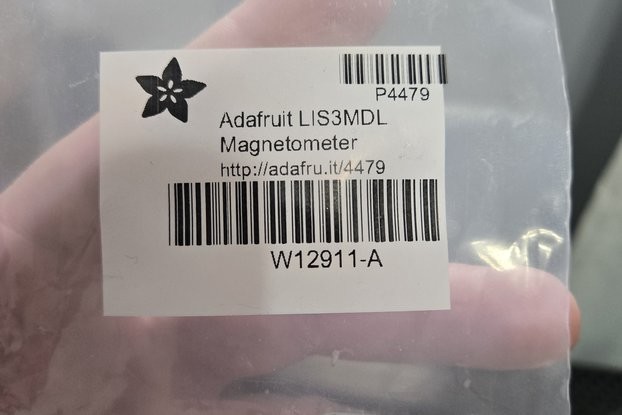 P4479
Adafruit LIS3MDL
Magnetometer
http://adafru.it/4479
W12911-A